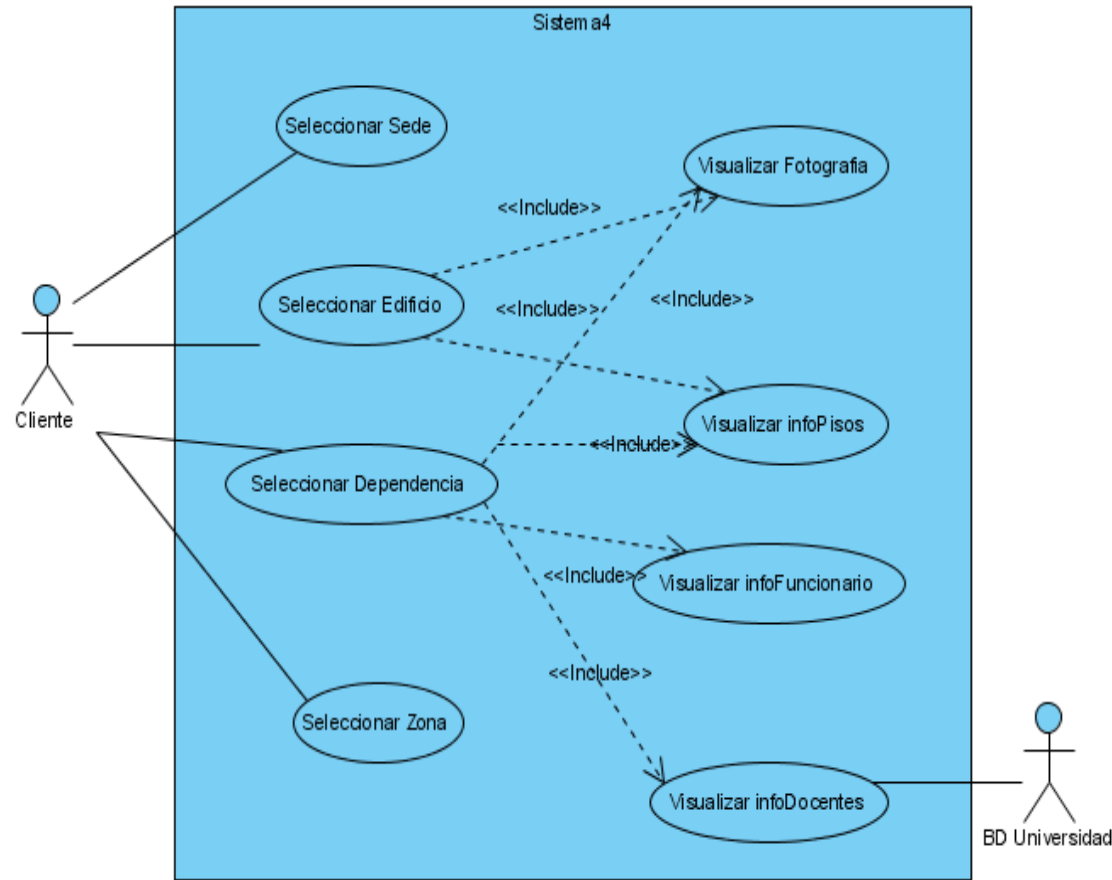 Sistema4
Seleccionar Sede
Visualizar Fotografia
<<Include>>
Seleccionar Edificio
<<Include>>
<<Include>>
Cliente
Visualizar infoPisos
<<Include>>
Seleccionar Dependencia
<<Include>>
Visualizar infoFuncionario
<<Include>>
Seleccionar Zona
Visualizar infoDocentes
BD Universidad